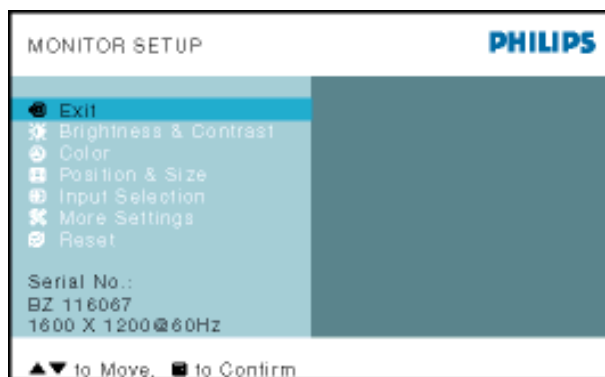 MONITOR SETUP
PHILIPS
Exit
Brightness & Contrast
Color
Position & Size
Input Selection
More Settings
Reset
Serial No.:
BZ 116067
1600 X 1200@60Hz
▲▼ to Move, ■ to Confirm